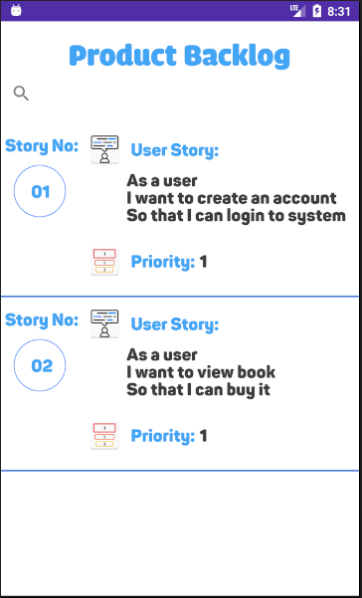 LTE 8:31
Product Backlog
Story No:
User Story:
01
As a user
I want to create an account
So that I can login to system
Priority: 1
Story No:
User Story:
02
As a user
I want to view book
So that I can buy it
Priority: 1